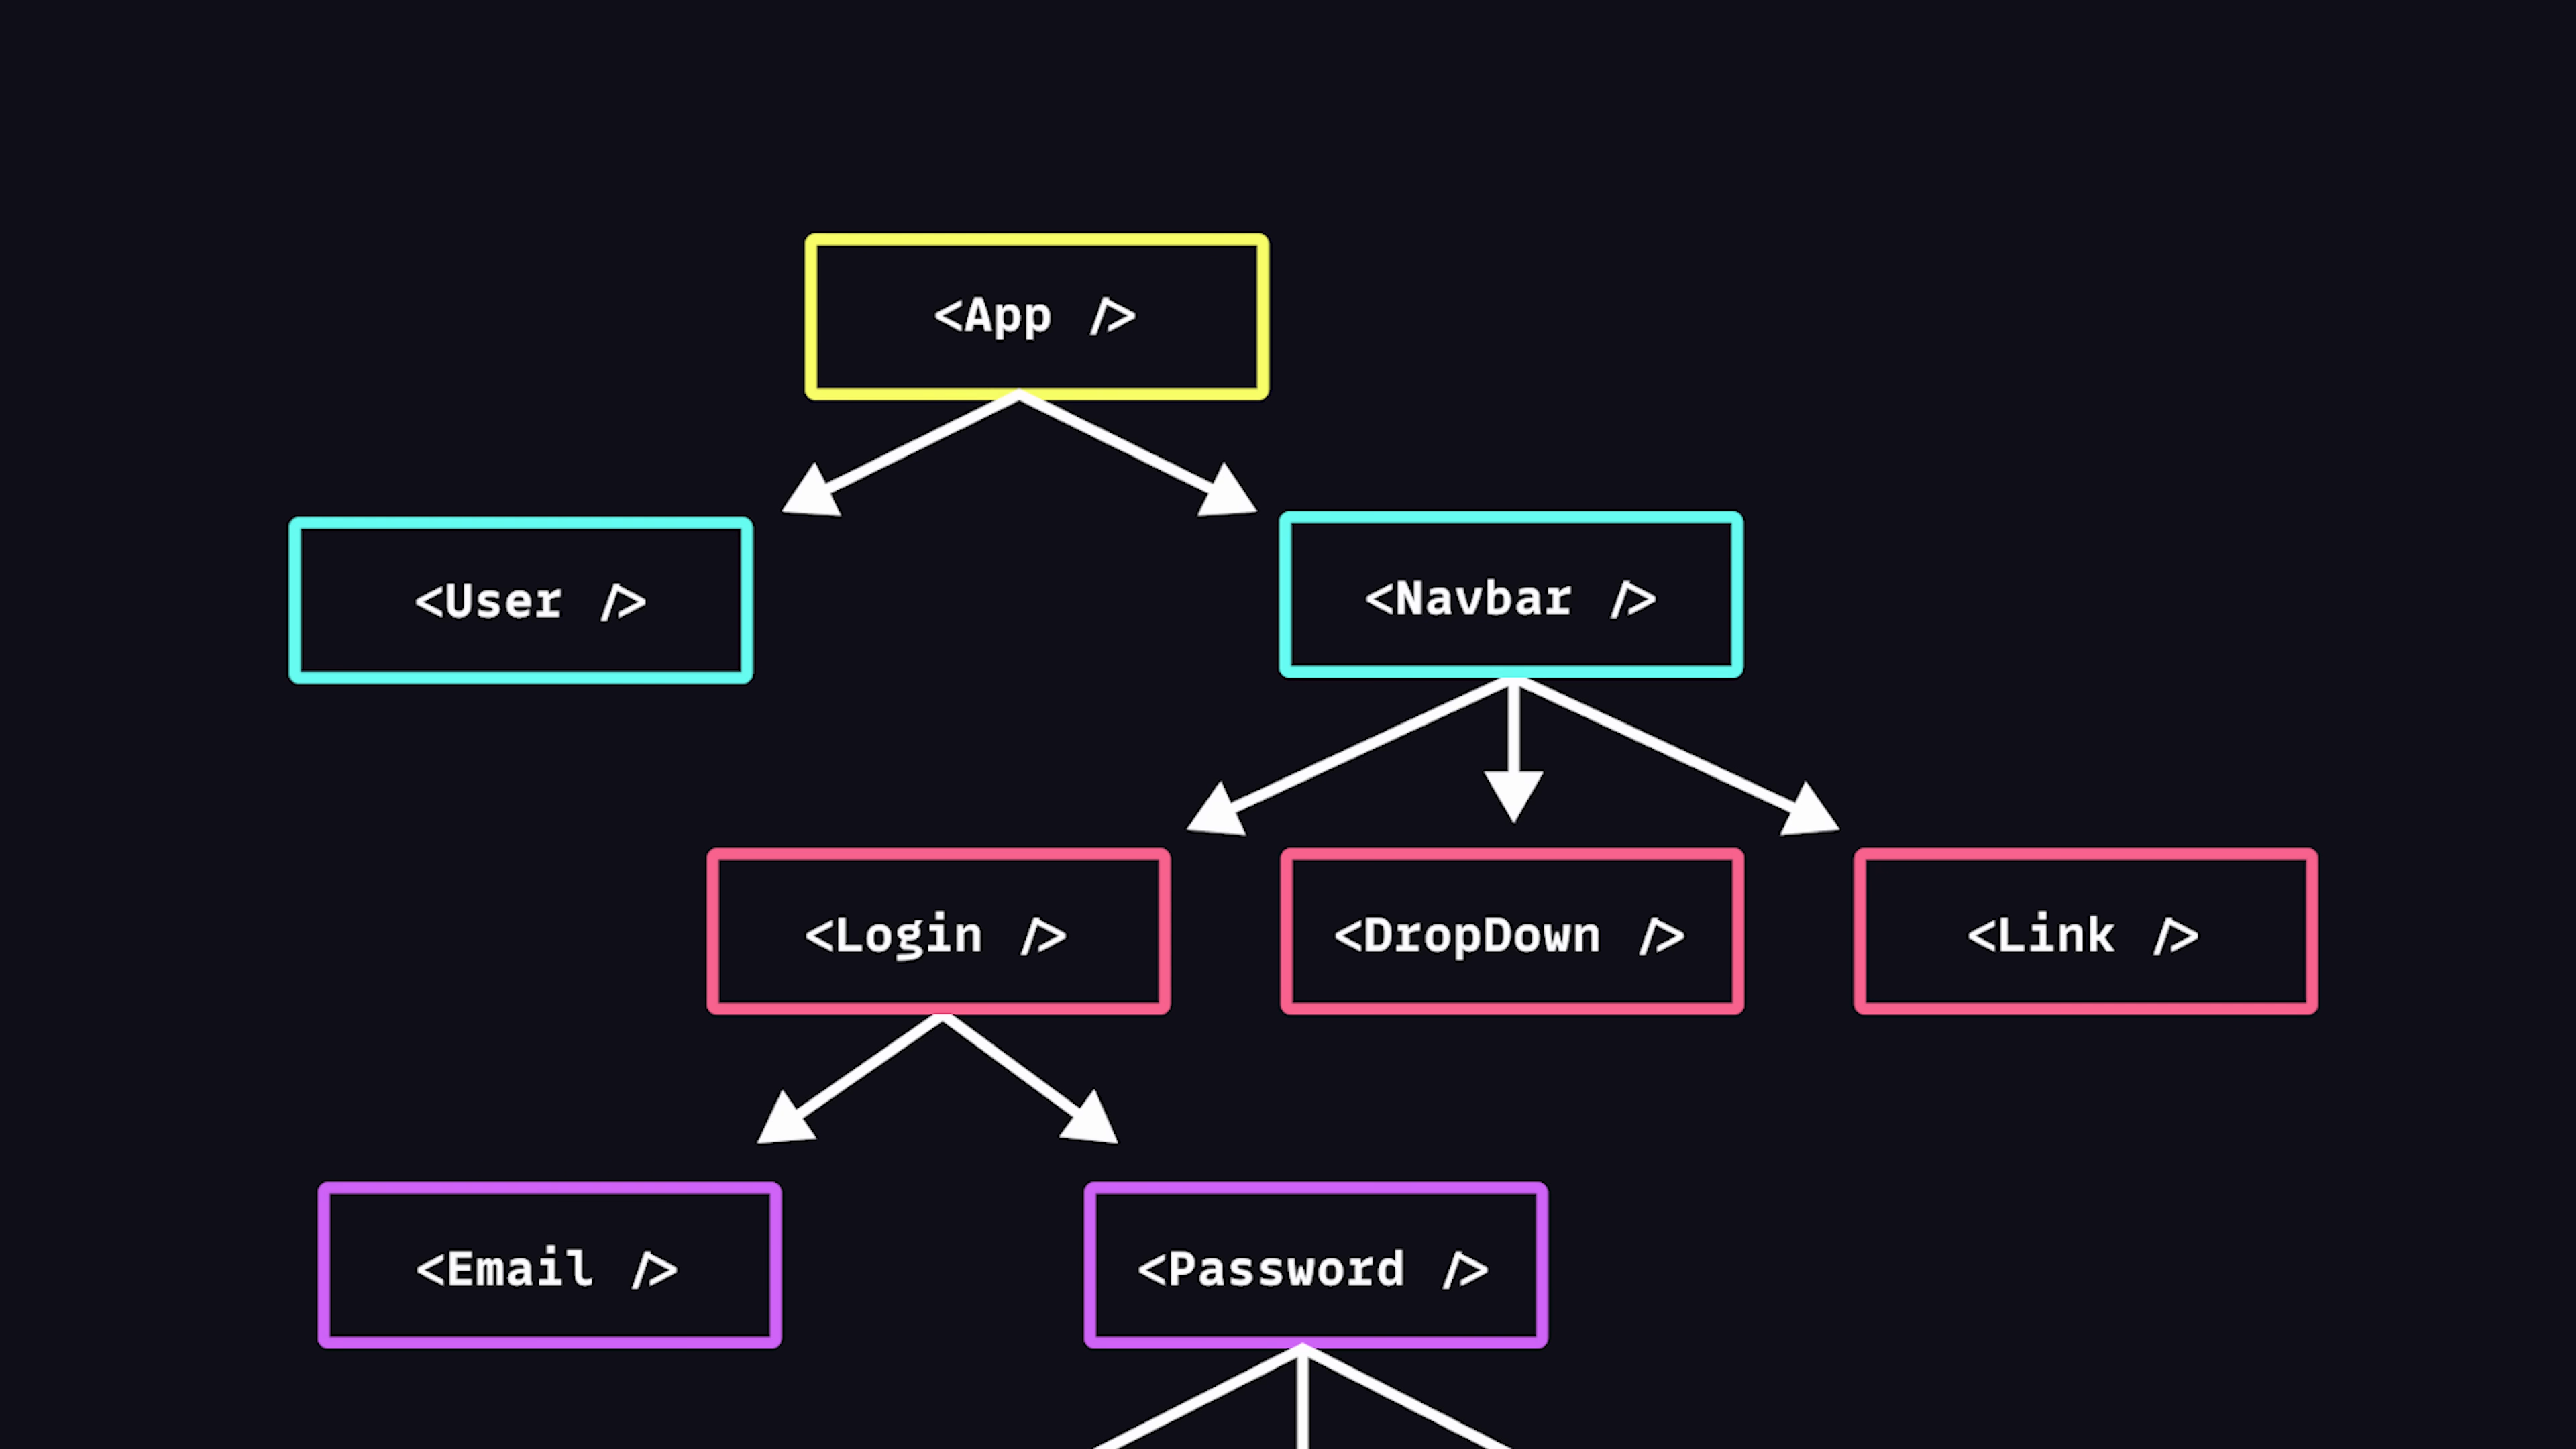 <App />
<User />
<Navbar />
<Login />
<DropDown />
<Link />
<Email />
<Password />